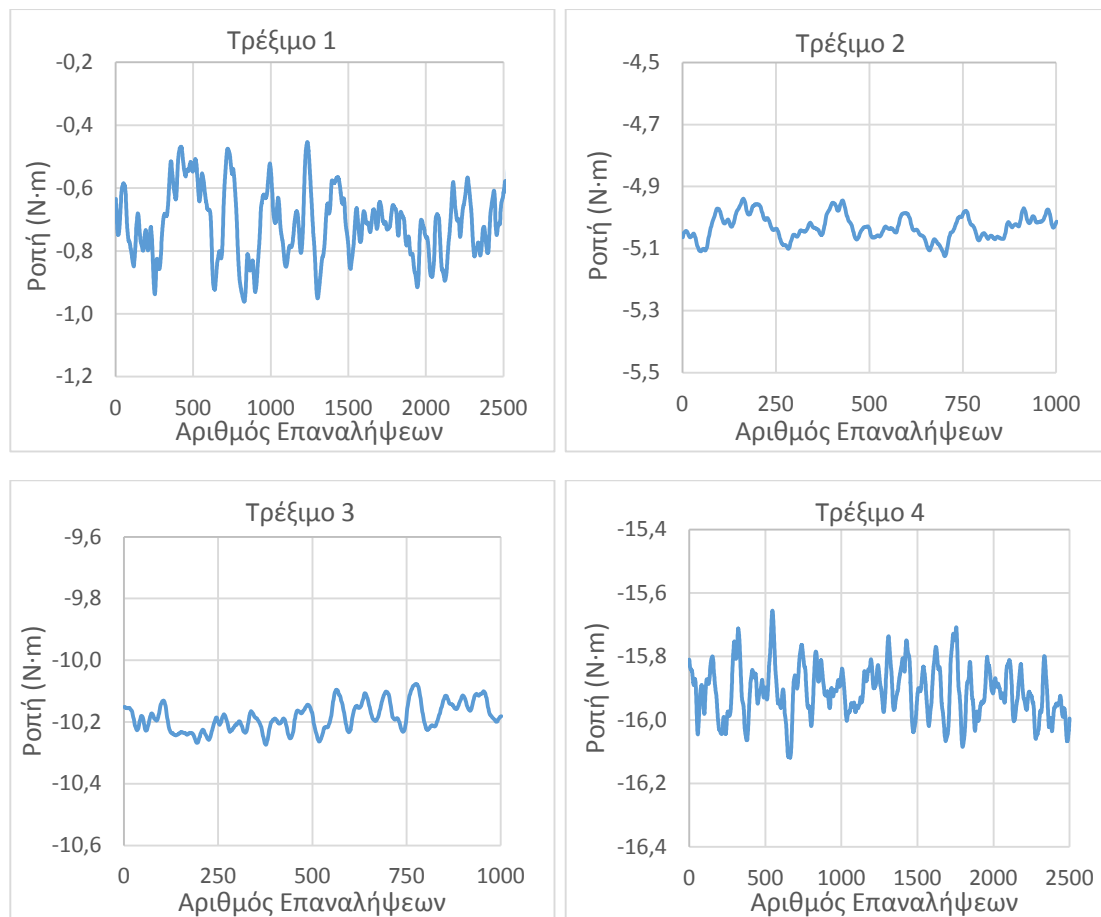 Τρέξιμο 1
-0,2
-0,4
-0,6
-0,8
-1,0
-1,2
Ροπή (N·m)
0 500 1000 1500 2000 2500
Αριθμός Επαναλήψεων
Τρέξιμο 2
-4,5
-4,7
-4,9
-5,1
-5,3
-5,5
Ροπή (N·m)
0 250 500 750 1000
Αριθμός Επαναλήψεων
Τρέξιμο 3
-9,6
-9,8
-10,0
-10,2
-10,4
-10,6
Ροπή (N·m)
0 250 500 750 1000
Αριθμός Επαναλήψεων
Τρέξιμο 4
-15,4
-15,6
-15,8
-16,0
-16,2
-16,4
Ροπή (N·m)
0 500 1000 1500 2000 2500
Αριθμός Επαναλήψεων